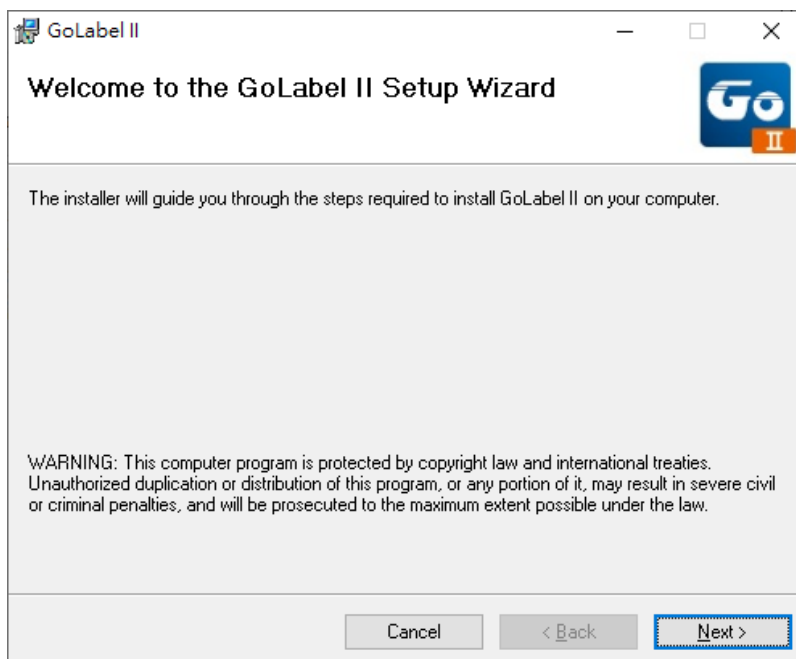 GoLabel II
Welcome to the GoLabel II Setup Wizard
Go
II
The installer will guide you through the steps required to install GoLabel II on your computer.
WARNING: This computer program is protected by copyright law and international treaties.
Unauthorized duplication or distribution of this program, or any portion of it, may result in severe civil
or criminal penalties, and will be prosecuted to the maximum extent possible under the law.
Cancel < Back Next >